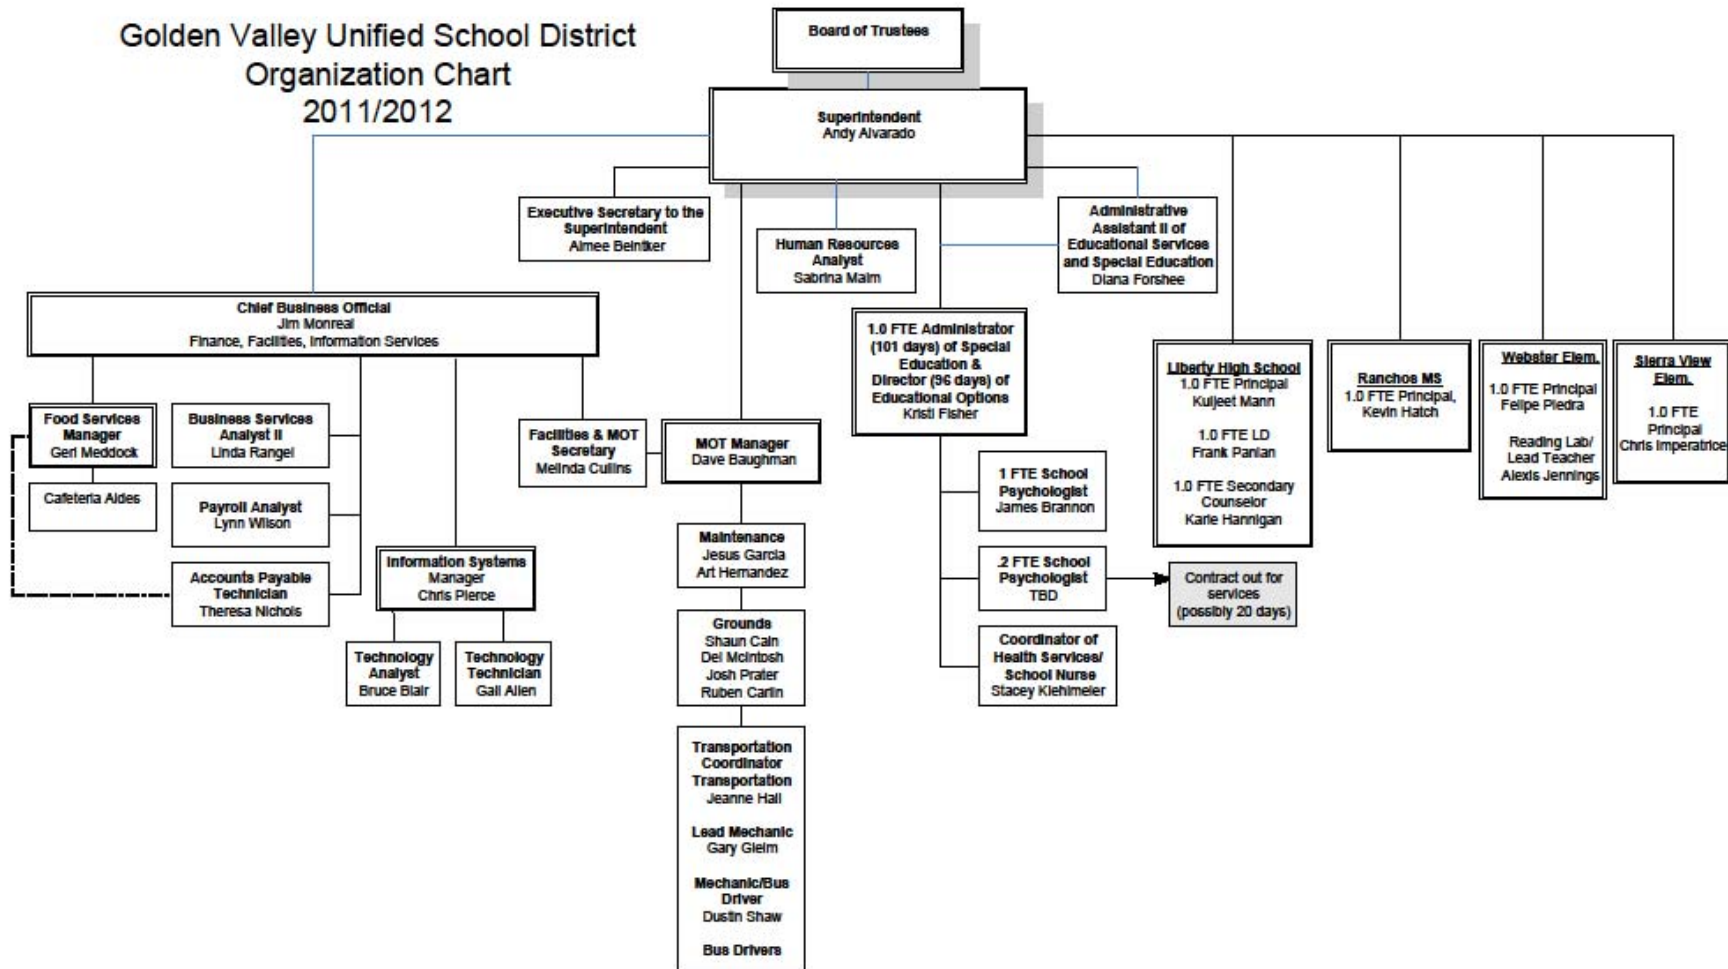 Golden Valley Unified School District
Organization Chart
2011/2012
Board of Trustees
Superintendent
Andy Alvarado
Executive Secretary to the
Superintendent
Aimee Beintker
Human Resources
Analyst
Sabrina Malm
Administrative
Assistant II of
Educational Services
and Special Education
Diana Forshee
Chief Business Official
Jim Monreal
Finance, Facilities, Information Services
Food Services
Manager
Geri Meddock
Cafeteria Aides
Business Services
Analyst II
Linda Rangel
Payroll Analyst
Lynn Wilson
Accounts Payable
Technician
Theresa Nichols
Information Systems
Manager
Chris Pierce
Technology
Analyst
Bruce Blair
Technology
Technician
Gail Allen
Facilities & MOT
Secretary
Melinda Cullins
MOT Manager
Dave Baughman
Maintenance
Jesus Garcia
Art Hernandez
Grounds
Shaun Cain
Del McIntosh
Josh Prater
Ruben Carlin
Transportation
Coordinator
Transportation
Jeanne Hall
Lead Mechanic
Gary Gleim
Mechanic/Bus
Driver
Dustin Shaw
Bus Drivers
1.0 FTE Administrator
(101 days) of Special
Education &
Director (96 days) of
Educational Options
Kristi Fisher
1 FTE School
Psychologist
James Brannon
.2 FTE School
Psychologist
TBD
Contract out for
services
(possibly 20 days)
Coordinator of
Health Services/
School Nurse
Stacey Kiehlmeier
Liberty High School
1.0 FTE Principal
Kuljeet Mann
1.0 FTE LD
Frank Panian
1.0 FTE Secondary
Counselor
Karie Hannigan
Ranchos MS
1.0 FTE Principal,
Kevin Hatch
Webster Elem.
1.0 FTE Principal
Felipe Piedra
Reading Lab/
Lead Teacher
Alexis Jennings
Sierra View
Elem.
1.0 FTE
Principal
Chris Imperatrice